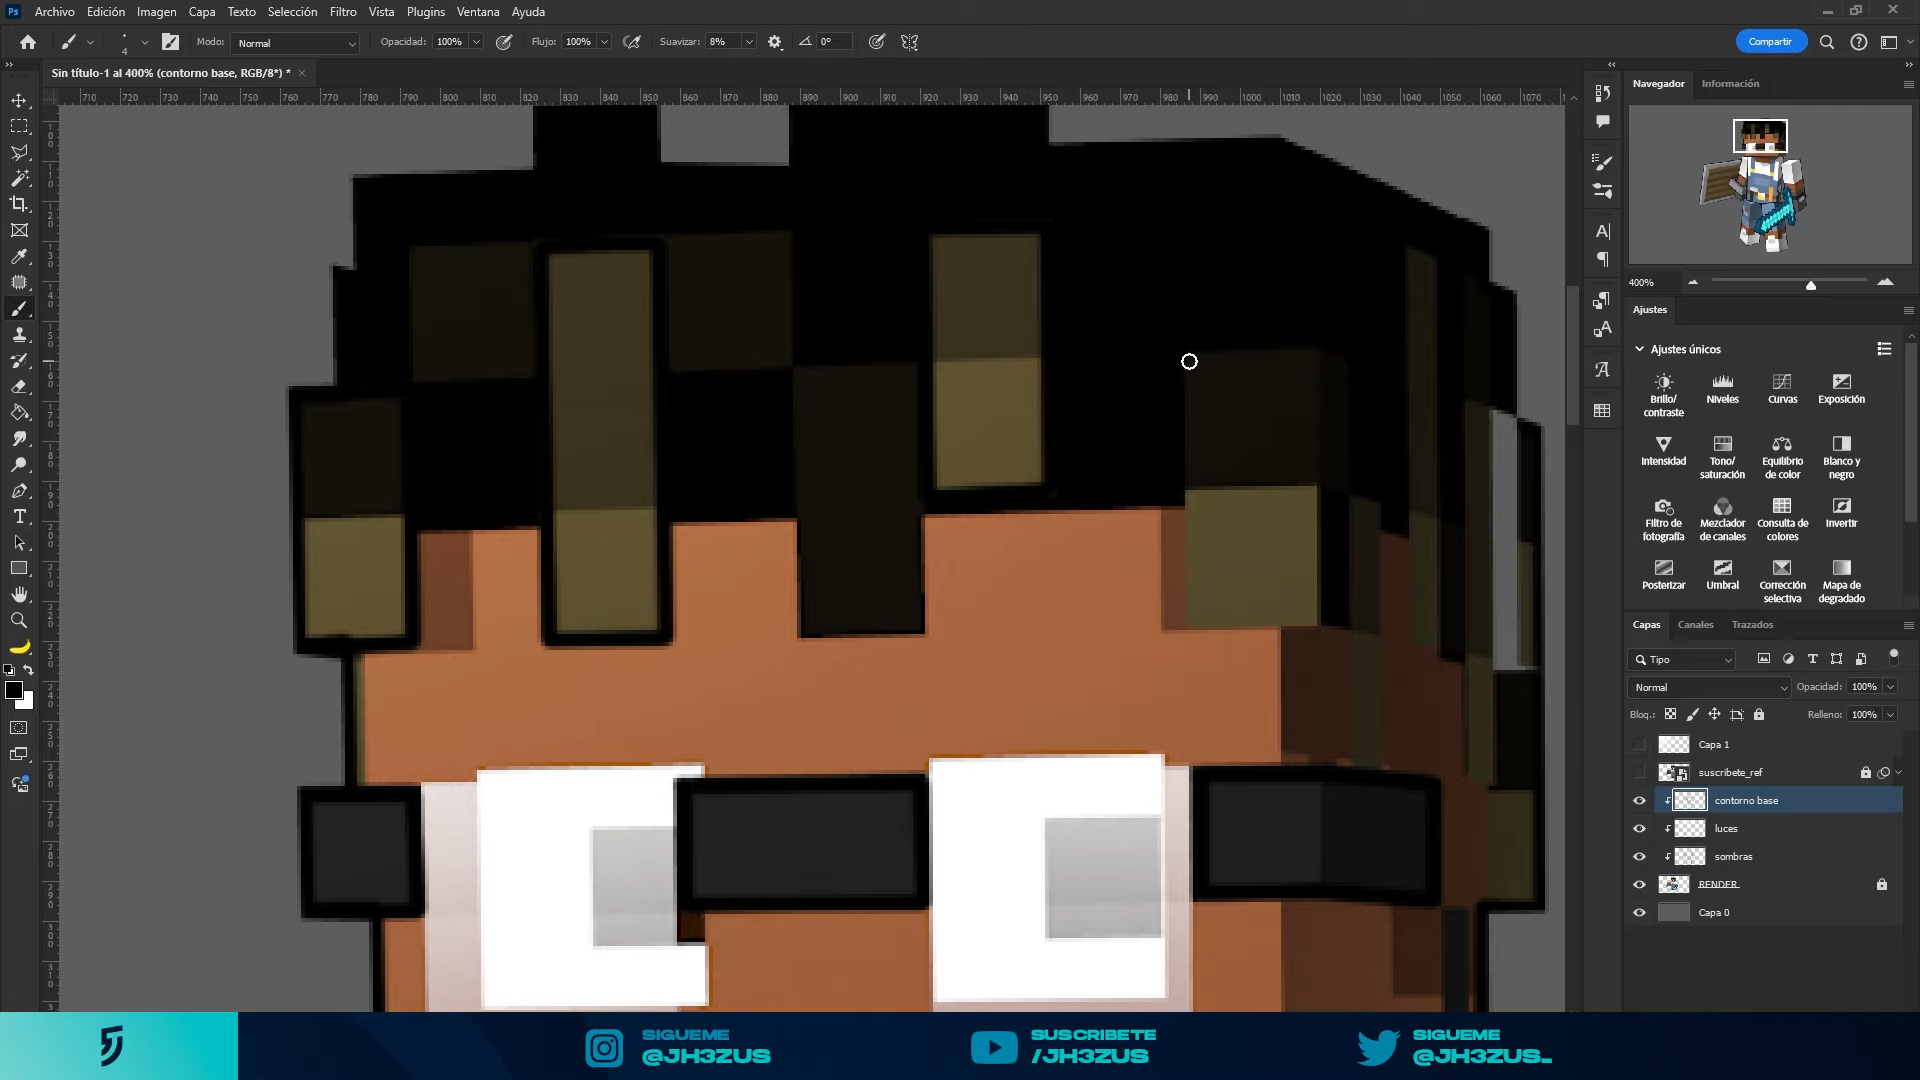 Ps Archivo Edición Imagen Capa Texto Selección Filtro Vista Plugins Ventana Ayuda
4 Modo: Normal Opacidad: 100% Flujo: 100% Suavizar: 8% 0° Compartir
Sin título-1 al 400% (contorno base, RGB/8*) * ×
710 720 730 740 750 760 770 780 790 800 810 820 830 840 850 860 870 880 890 900 910 920 930 940 950 960 970 980 990 1000 1010 1020 1030 1040 1050 1060 1070
Navegador Información
400%
Ajustes
Ajustes únicos
Brillo/
contraste
Niveles
Curvas
Exposición
Intensidad
Tono/
saturación
Equilibrio
de color
Blanco y
negro
Filtro de
fotografía
Mezclador
de canales
Consulta de
colores
Invertir
Posterizar
Umbral
Corrección
selectiva
Mapa de
degradado
Capas Canales Trazados
Tipo
Normal Opacidad: 100%
Bloq.: Relleno: 100%
Capa 1
suscribete_ref
contorno base
luces
sombras
RENDER
Capa 0
SIGUEME
@JH3ZUS
SUSCRIBETE
/JH3ZUS
SIGUEME
@JH3ZUS_